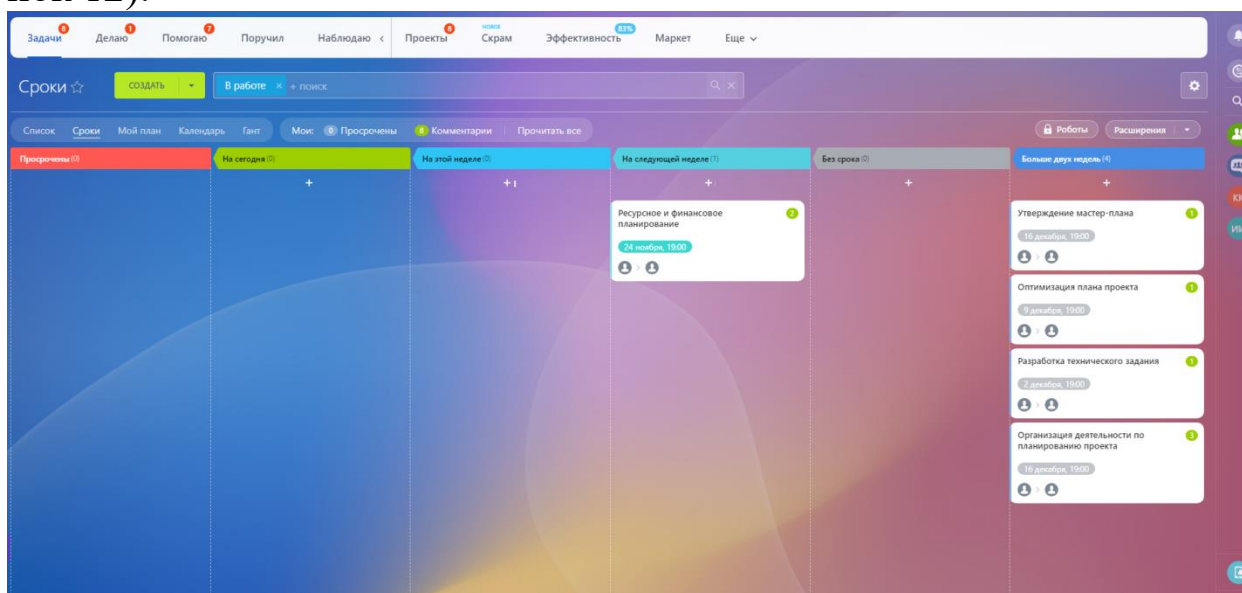 8 1 7 8 НОВОЕ 83%
Задачи Делаю Помогаю Поручил Наблюдаю Проекты Скрам Эффективность Маркет Еще
Сроки СОЗДАТЬ В работе × + поиск
Список Сроки Мой план Календарь Гант Мои: 0 Просрочены 8 Комментарии Прочитать все Роботы Расширения
Просрочены (0) На сегодня (0) На этой неделе (0) На следующей неделе (1) Без срока (0) Больше двух недель (4)
+ + + + +
Ресурсное и финансовое
планирование
2
24 ноября, 19:00
Утверждение мастер-плана 1
16 декабря, 19:00
Оптимизация плана проекта 1
9 декабря, 19:00
Разработка технического задания 1
2 декабря, 19:00
Организация деятельности по
планированию проекта
3
16 декабря, 19:00